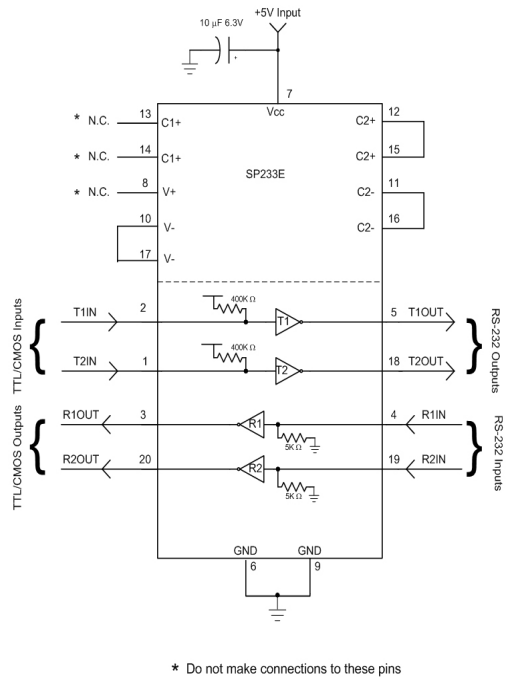 +5V Input
10 µF 6.3V
+
7
Vcc
* N.C. 13 C1+
* N.C. 14 C1+
* N.C. 8 V+
10 V-
17 V-
SP233E
C2+ 12
C2+ 15
C2- 11
C2- 16
TTL/CMOS Inputs
T1IN 2 400K Ω T1 5 T1OUT
T2IN 1 400K Ω T2 18 T2OUT
RS-232 Outputs
TTL/CMOS Outputs
R1OUT 3 R1 5K Ω 4 R1IN
R2OUT 20 R2 5K Ω 19 R2IN
RS-232 Inputs
GND GND
6 9
* Do not make connections to these pins